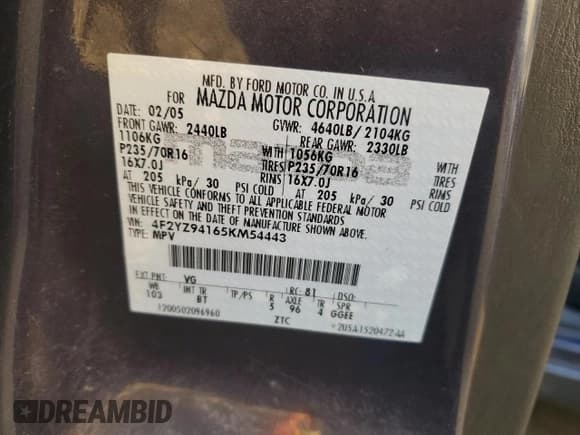 MFD. BY FORD MOTOR CO. IN U.S.A
FOR MAZDA MOTOR CORPORATION
DATE: 02/05 GVWR: 4640LB/ 2104KG
FRONT GAWR: 2440LB REAR GAWR: 2330LB
1106KG WITH 1056KG WITH
P235/70R16 TIRES P235/70R16 TIRES
16X7.0J RIMS 16X7.0J RIMS
AT 205 kPa/ 30 PSI COLD AT 205 kPa/ 30 PSI COLD
THIS VEHICLE CONFORMS TO ALL APPLICABLE FEDERAL MOTOR
VEHICLE SAFETY AND THEFT PREVENTION STANDARDS
IN EFFECT ON THE DATE OF MANUFACTURE SHOWN ABOVE.
VIN: 4F2YZ94165KM54443
TYPE: MPV
EXT PNT: VG RC: 81 DSO:
WB INT TR TP/PS R AXLE TR SPR
103 BT 5 96 4 GGEE
1200502096960 ZTC
DREAMBID